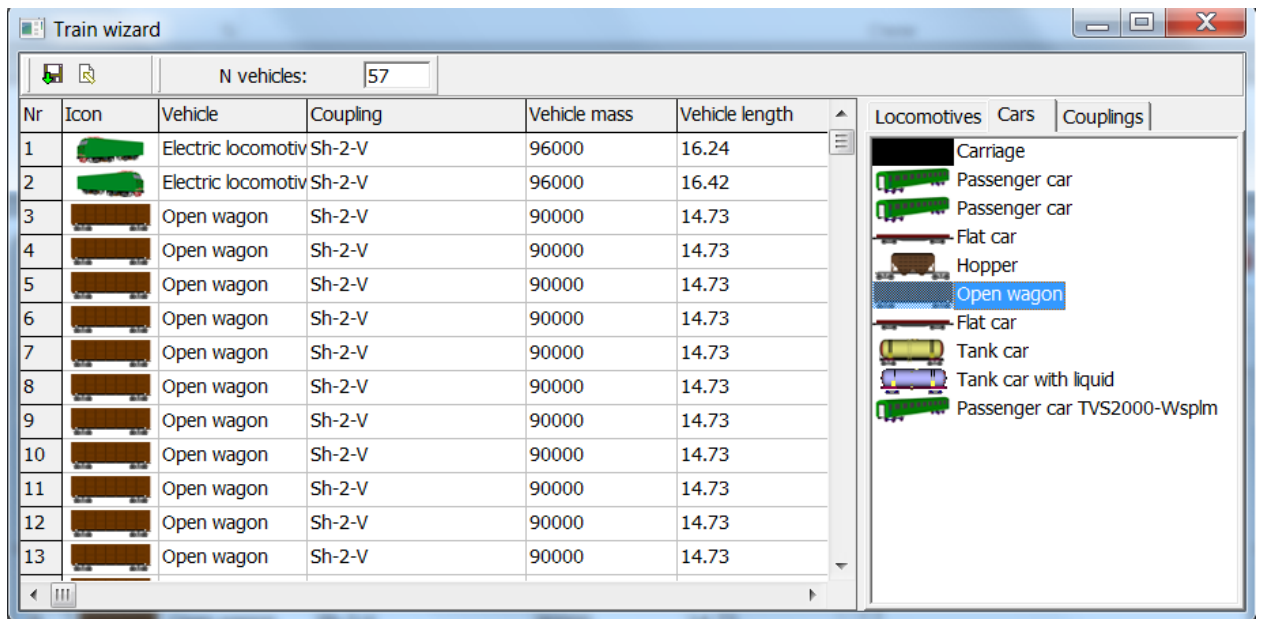 Train wizard
N vehicles: 57
Nr Icon Vehicle Coupling Vehicle mass Vehicle length
1 Electric locomotiv Sh-2-V 96000 16.24
2 Electric locomotiv Sh-2-V 96000 16.42
3 Open wagon Sh-2-V 90000 14.73
4 Open wagon Sh-2-V 90000 14.73
5 Open wagon Sh-2-V 90000 14.73
6 Open wagon Sh-2-V 90000 14.73
7 Open wagon Sh-2-V 90000 14.73
8 Open wagon Sh-2-V 90000 14.73
9 Open wagon Sh-2-V 90000 14.73
10 Open wagon Sh-2-V 90000 14.73
11 Open wagon Sh-2-V 90000 14.73
12 Open wagon Sh-2-V 90000 14.73
13 Open wagon Sh-2-V 90000 14.73
Locomotives Cars Couplings
Carriage
Passenger car
Passenger car
Flat car
Hopper
Open wagon
Flat car
Tank car
Tank car with liquid
Passenger car TVS2000-Wsplm